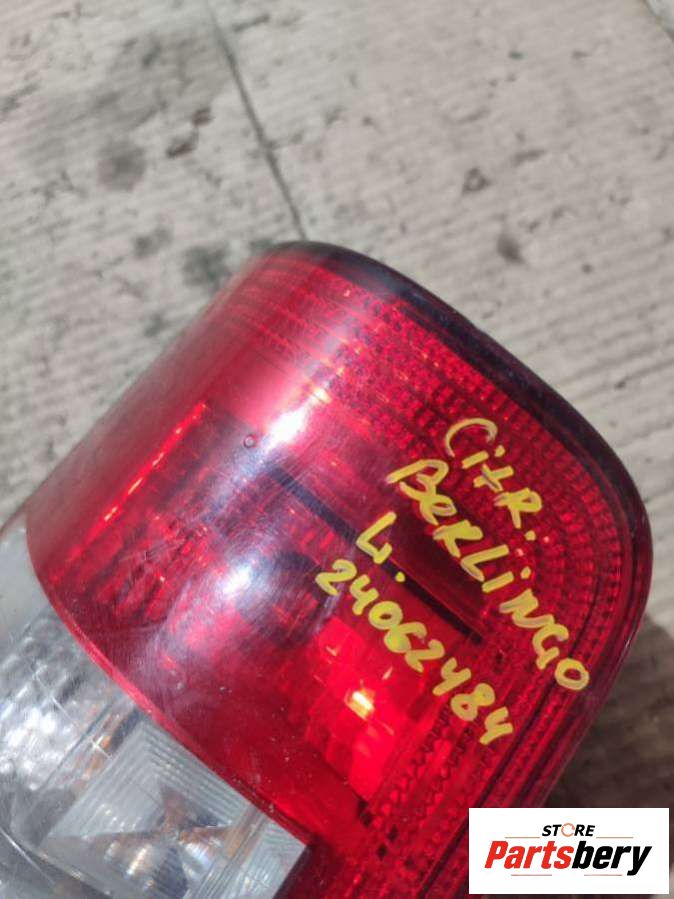 Citr.
BERLINGO
L.
24062484
STORE
Partsbery